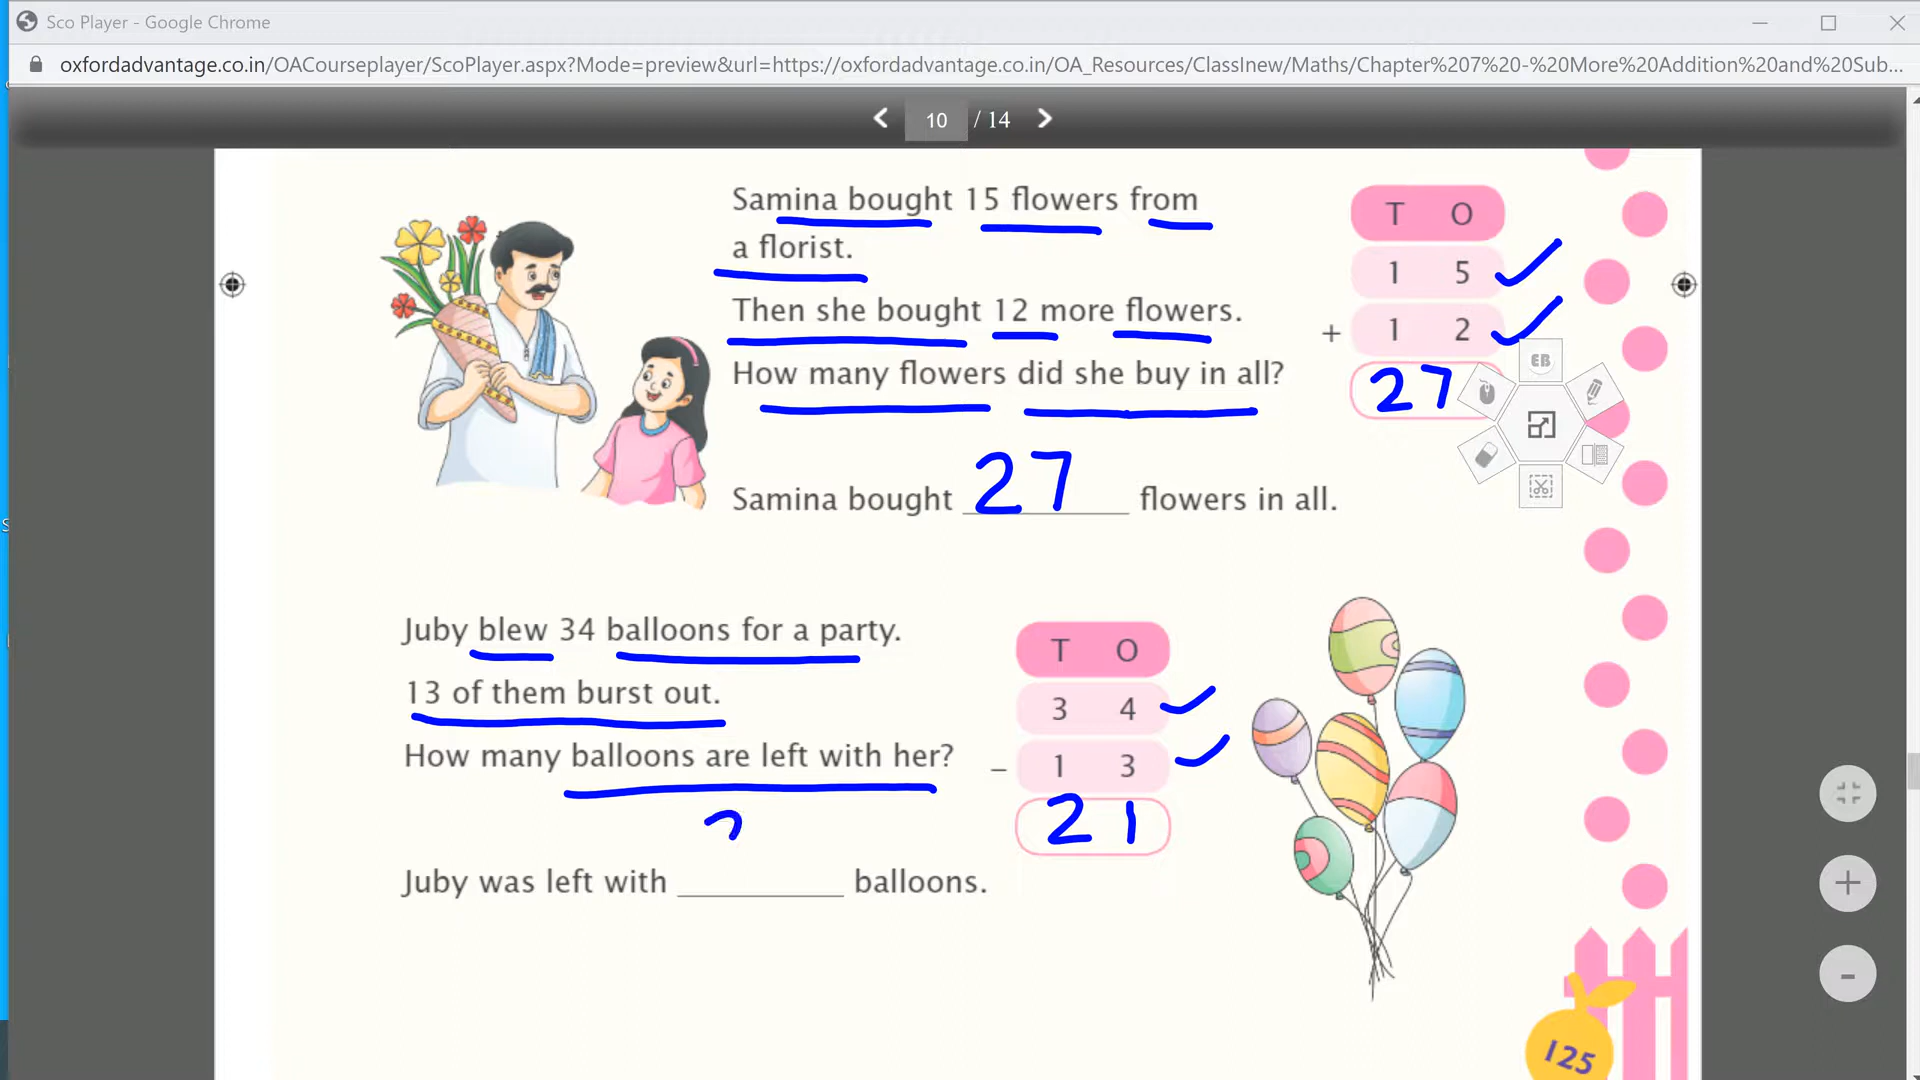 Sco Player - Google Chrome
oxfordadvantage.co.in/OACourseplayer/ScoPlayer.aspx?Mode=preview&url=https://oxfordadvantage.co.in/OA_Resources/ClassInew/Maths/Chapter%207%20-%20More%20Addition%20and%20Sub...
10 / 14
Samina bought 15 flowers from
a florist.
Then she bought 12 more flowers.
How many flowers did she buy in all?
Samina bought 27 flowers in all.
T O
1 5
+ 1 2
27
EB
Juby blew 34 balloons for a party.
13 of them burst out.
How many balloons are left with her?
2
Juby was left with ________ balloons.
T O
3 4
– 1 3
2 1
125